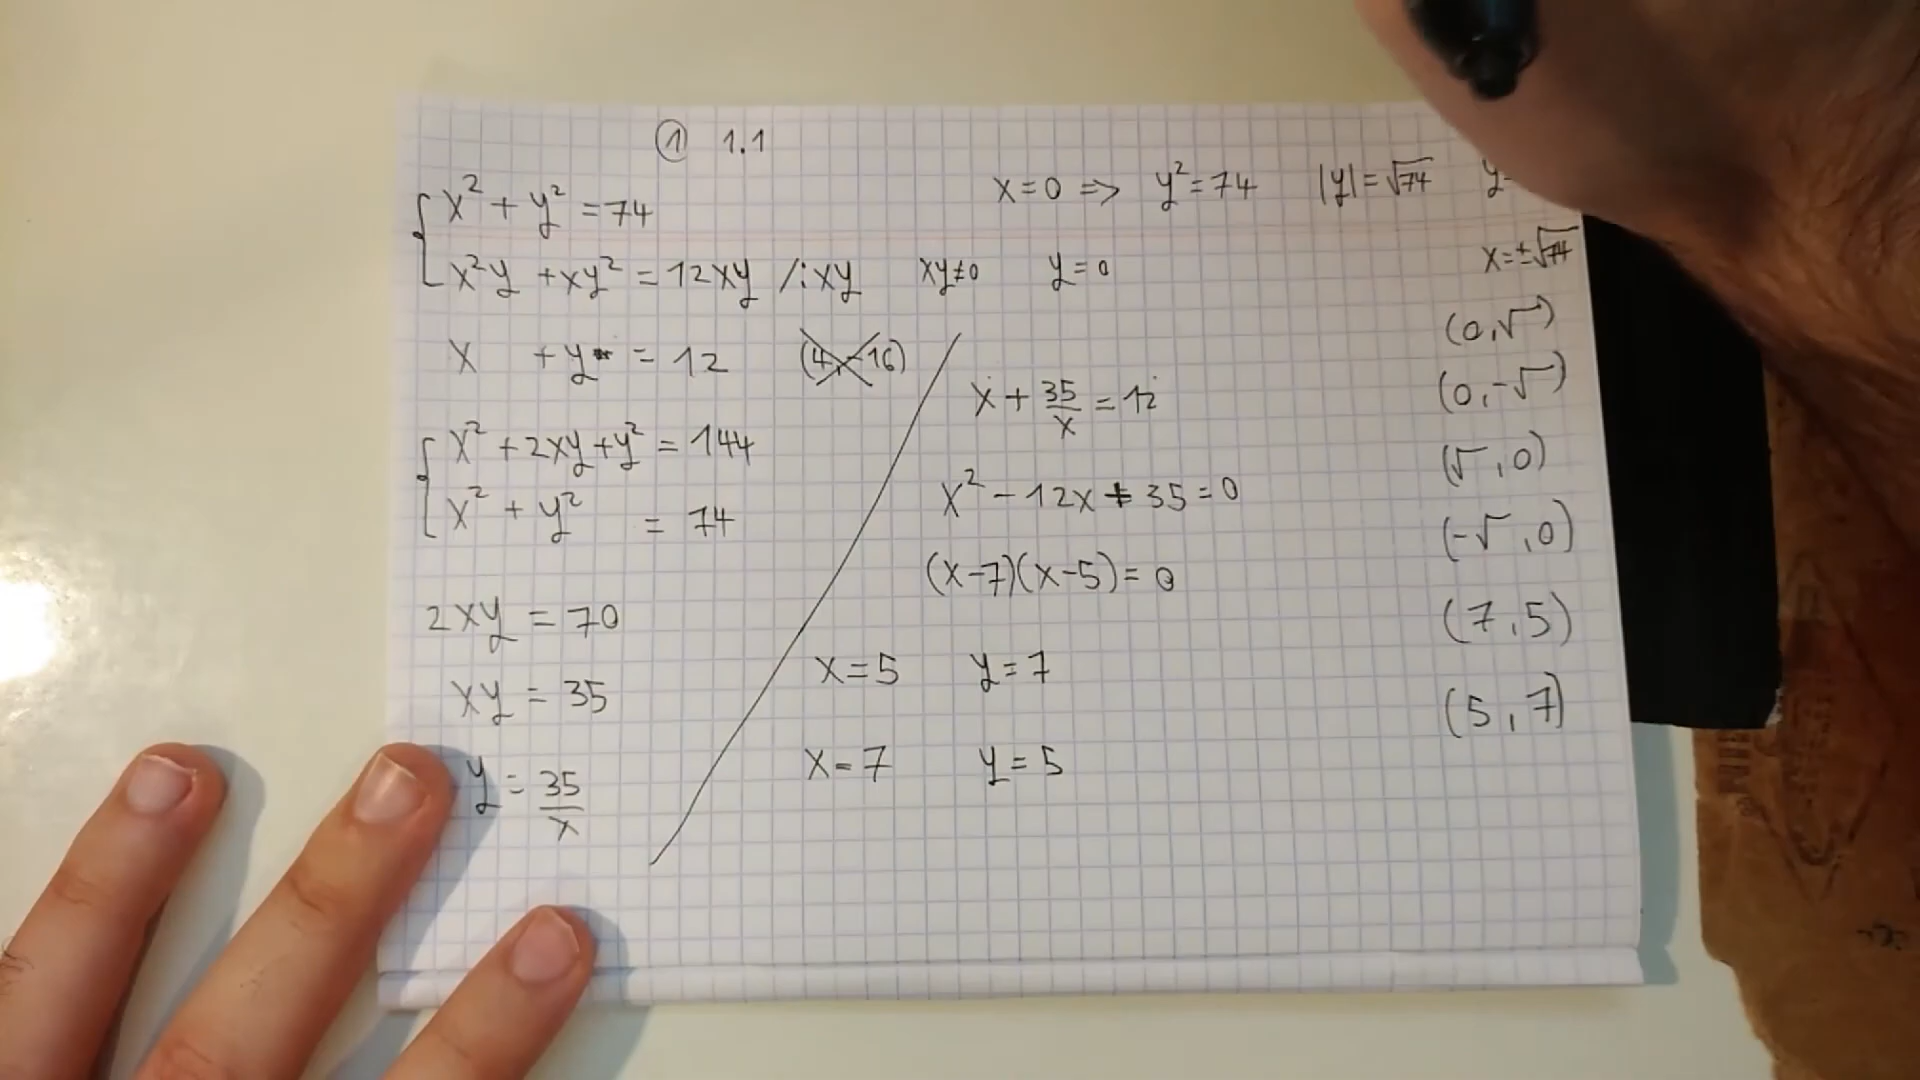 ① 1.1
x² + y² = 74
x²y + xy² = 12xy /: xy xy≠0 y = 0
x = 0 => y² = 74 |y| = √74 y=
x = ±√74
x + y = 12 (4, -16)
x² + 2xy + y² = 144
x² + y² = 74
2xy = 70
xy = 35
y = 35/x
x + 35/x = 12
x² - 12x + 35 = 0
(x-7)(x-5) = 0
x = 5 y = 7
x = 7 y = 5
(0, √ )
(0, -√ )
(√ , 0)
(-√ , 0)
(7, 5)
(5, 7)